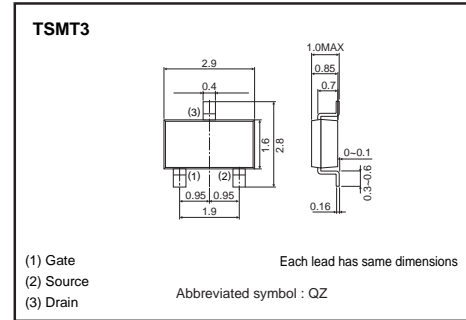 TSMT3
1.0MAX
2.9
0.85
0.4
0.7
(3)
1.6
2.8
0~0.1
(1)
(2)
0.3~0.6
0.95
0.95
0.16
1.9
(1) Gate
Each lead has same dimensions
(2) Source
Abbreviated symbol : QZ
(3) Drain